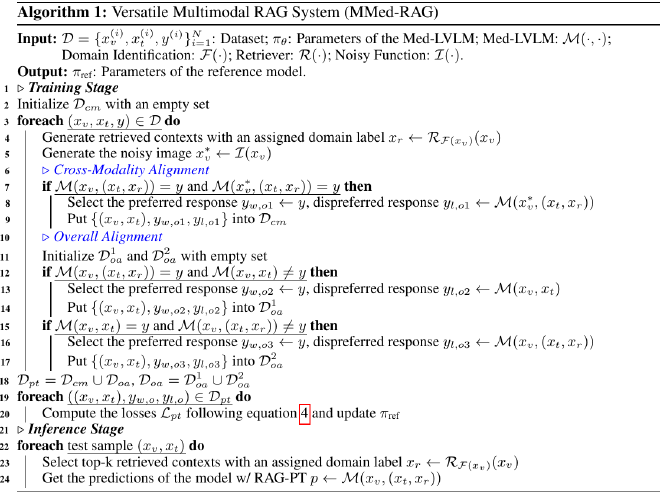 Algorithm 1: Versatile Multimodal RAG System (MMed-RAG)
Input: $\mathcal{D} = \{x_v^{(i)}, x_t^{(i)}, y^{(i)}\}_{i=1}^N$: Dataset; $\pi_\theta$: Parameters of the Med-LVLM; Med-LVLM: $\mathcal{M}(\cdot,\cdot)$;
Domain Identification: $\mathcal{F}(\cdot)$; Retriever: $\mathcal{R}(\cdot)$; Noisy Function: $\mathcal{I}(\cdot)$.
Output: $\pi_{\text{ref}}$: Parameters of the reference model.
1 ▷ Training Stage
2 Initialize $\mathcal{D}_{cm}$ with an empty set
3 foreach $(x_v, x_t, y) \in \mathcal{D}$ do
4 Generate retrieved contexts with an assigned domain label $x_r \leftarrow \mathcal{R}_{\mathcal{F}(x_v)}(x_v)$
5 Generate the noisy image $x_v^* \leftarrow \mathcal{I}(x_v)$
6 ▷ Cross-Modality Alignment
7 if $\mathcal{M}(x_v, (x_t, x_r)) = y$ and $\mathcal{M}(x_v^*, (x_t, x_r)) = y$ then
8 Select the preferred response $y_{w,o1} \leftarrow y$, dispreferred response $y_{l,o1} \leftarrow \mathcal{M}(x_v^*, (x_t, x_r))$
9 Put $\{(x_v, x_t), y_{w,o1}, y_{l,o1}\}$ into $\mathcal{D}_{cm}$
10 ▷ Overall Alignment
11 Initialize $\mathcal{D}_{oa}^1$ and $\mathcal{D}_{oa}^2$ with empty set
12 if $\mathcal{M}(x_v, (x_t, x_r)) = y$ and $\mathcal{M}(x_v, x_t) \neq y$ then
13 Select the preferred response $y_{w,o2} \leftarrow y$, dispreferred response $y_{l,o2} \leftarrow \mathcal{M}(x_v, x_t)$
14 Put $\{(x_v, x_t), y_{w,o2}, y_{l,o2}\}$ into $\mathcal{D}_{oa}^1$
15 if $\mathcal{M}(x_v, x_t) = y$ and $\mathcal{M}(x_v, (x_t, x_r)) \neq y$ then
16 Select the preferred response $y_{w,o3} \leftarrow y$, dispreferred response $y_{l,o3} \leftarrow \mathcal{M}(x_v, (x_t, x_r))$
17 Put $\{(x_v, x_t), y_{w,o3}, y_{l,o3}\}$ into $\mathcal{D}_{oa}^2$
18 $\mathcal{D}_{pt} = \mathcal{D}_{cm} \cup \mathcal{D}_{oa}, \mathcal{D}_{oa} = \mathcal{D}_{oa}^1 \cup \mathcal{D}_{oa}^2$
19 foreach $((x_v, x_t), y_{w,o}, y_{l,o}) \in \mathcal{D}_{pt}$ do
20 Compute the losses $\mathcal{L}_{pt}$ following equation 4 and update $\pi_{\text{ref}}$
21 ▷ Inference Stage
22 foreach test sample $(x_v, x_t)$ do
23 Select top-k retrieved contexts with an assigned domain label $x_r \leftarrow \mathcal{R}_{\mathcal{F}(x_v)}(x_v)$
24 Get the predictions of the model w/ RAG-PT $p \leftarrow \mathcal{M}(x_v, (x_t, x_r))$